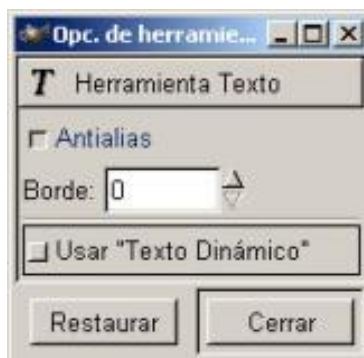 Opc. de herramie...
T Herramienta Texto
Antialias
Borde: 0
Usar "Texto Dinámico"
Restaurar Cerrar